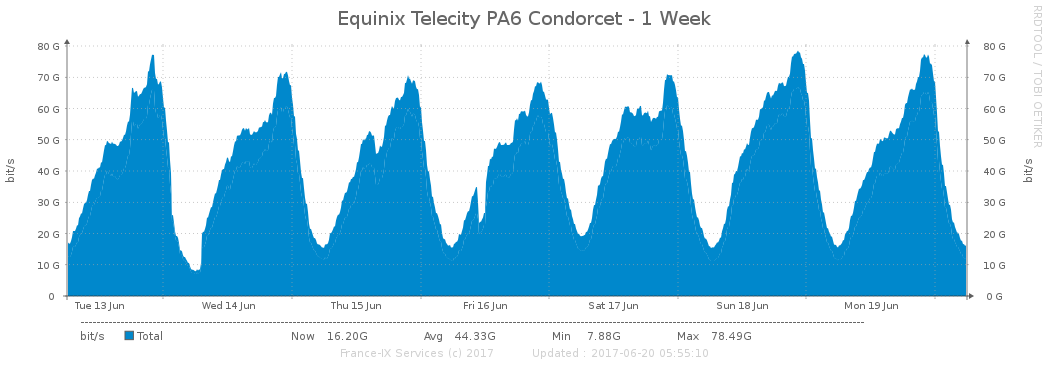 Equinix Telecity PA6 Condorcet - 1 Week
RRDTOOL / TOBI OETIKER
80 G 80 G
70 G 70 G
60 G 60 G
50 G 50 G
40 G 40 G
30 G 30 G
20 G 20 G
10 G 10 G
0 0 G
bit/s
bit/s
Tue 13 Jun Wed 14 Jun Thu 15 Jun Fri 16 Jun Sat 17 Jun Sun 18 Jun Mon 19 Jun
bit/s Total Now 16.20G Avg 44.33G Min 7.88G Max 78.49G
France-IX Services (c) 2017 Updated : 2017-06-20 05:55:10